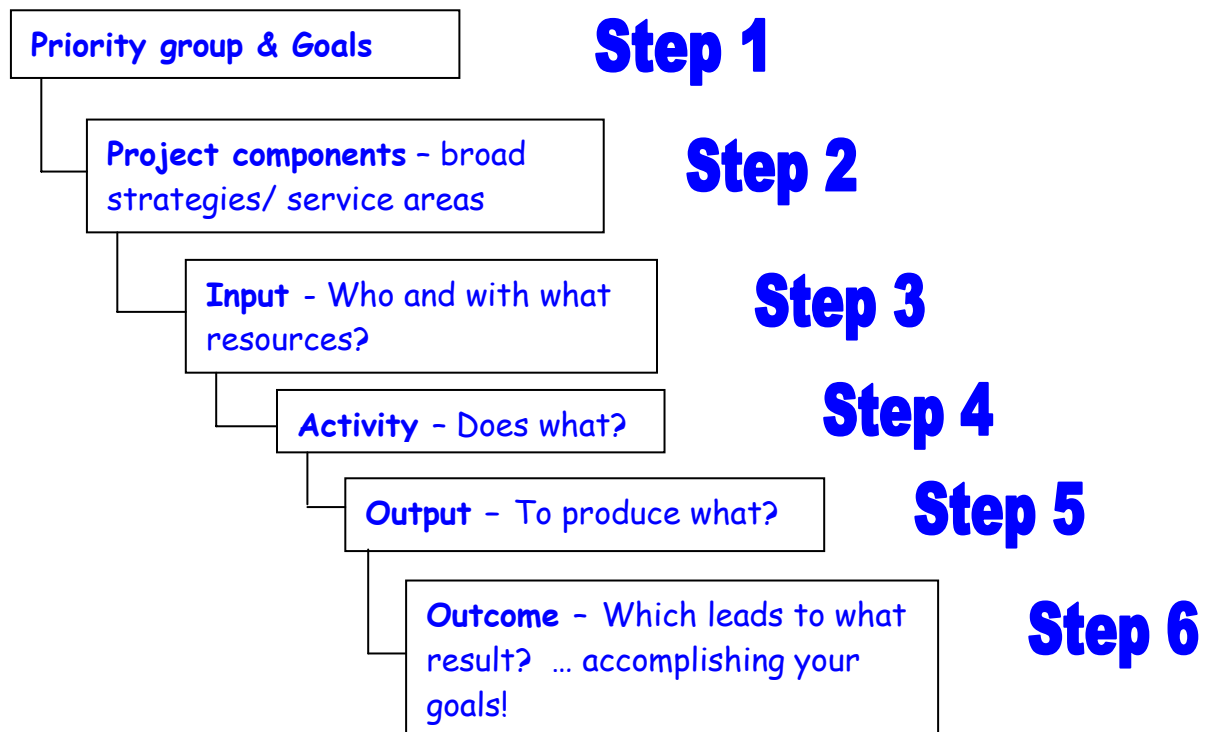 Priority group & Goals
Step 1
Project components – broad
strategies/ service areas
Step 2
Input - Who and with what
resources?
Step 3
Activity – Does what?
Step 4
Output – To produce what?
Step 5
Outcome – Which leads to what
result? … accomplishing your
goals!
Step 6